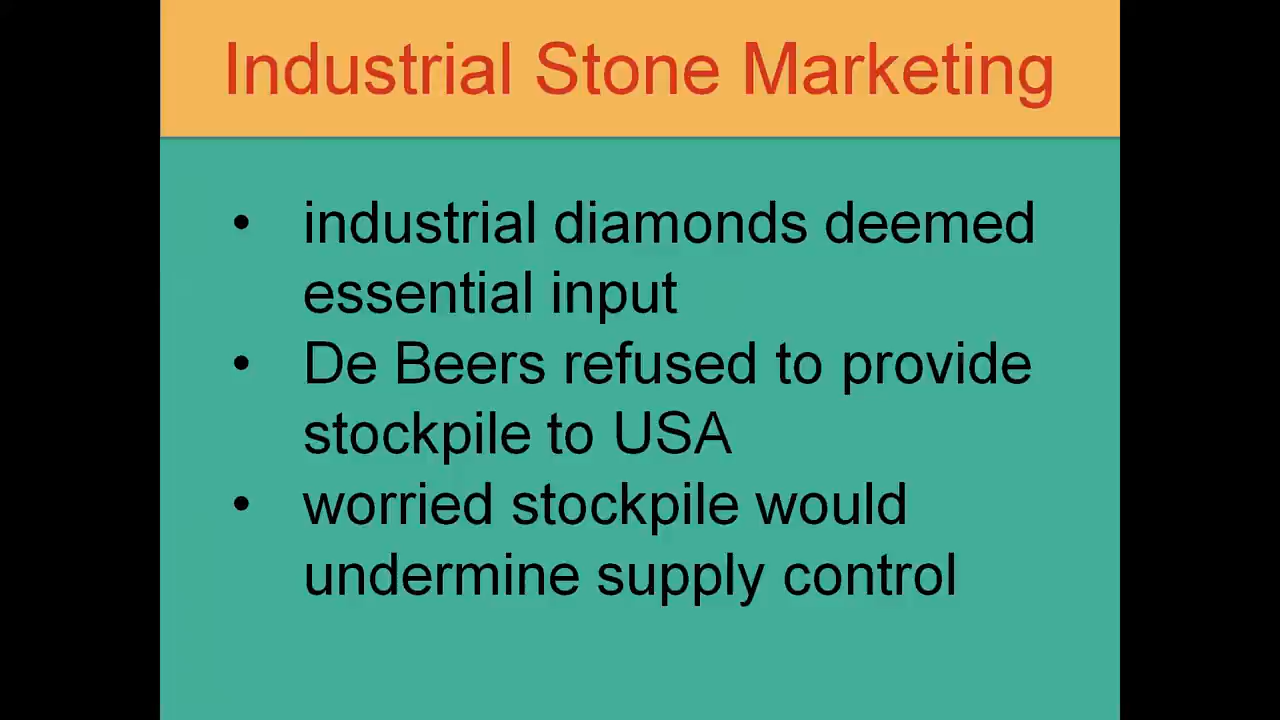 Industrial Stone Marketing
• industrial diamonds deemed
essential input
• De Beers refused to provide
stockpile to USA
• worried stockpile would
undermine supply control